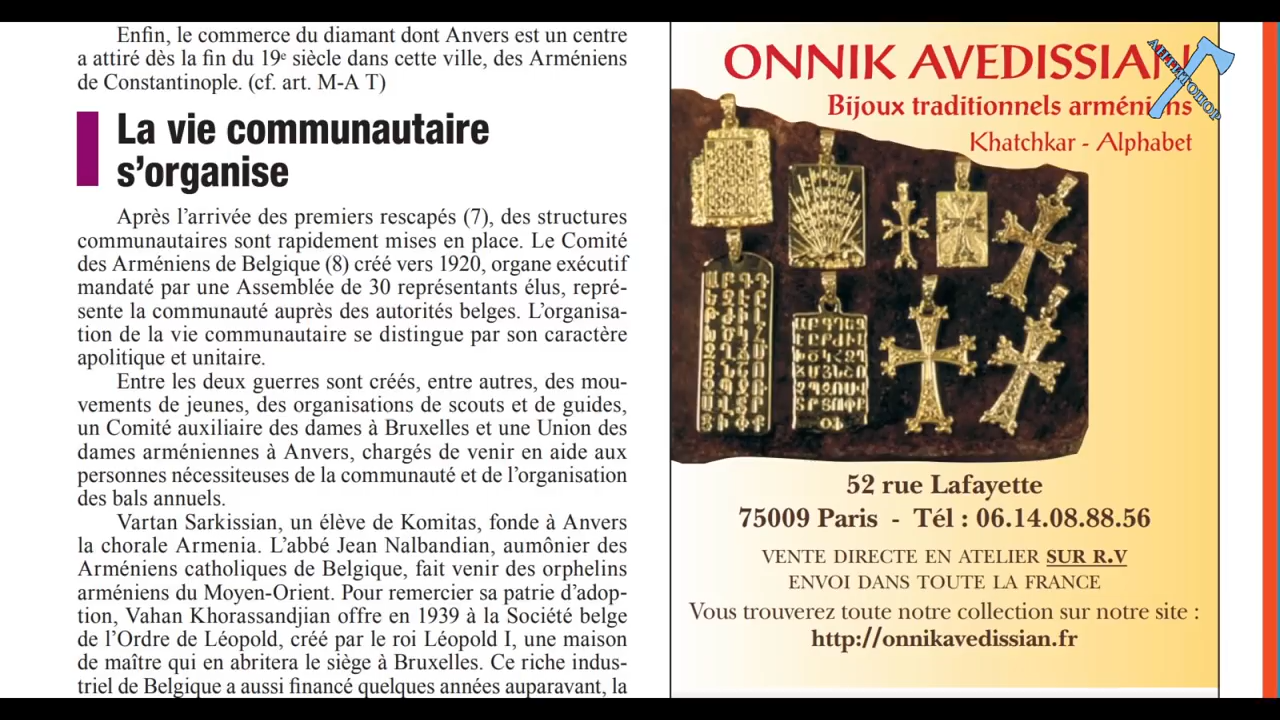 Enfin, le commerce du diamant dont Anvers est un centre
a attiré dès la fin du 19e siècle dans cette ville, des Arméniens
de Constantinople. (cf. art. M-A T)
La vie communautaire
s’organise
Après l’arrivée des premiers rescapés (7), des structures
communautaires sont rapidement mises en place. Le Comité
des Arméniens de Belgique (8) créé vers 1920, organe exécutif
mandaté par une Assemblée de 30 représentants élus, repré-
sente la communauté auprès des autorités belges. L’organisa-
tion de la vie communautaire se distingue par son caractère
apolitique et unitaire.
Entre les deux guerres sont créés, entre autres, des mou-
vements de jeunes, des organisations de scouts et de guides,
un Comité auxiliaire des dames à Bruxelles et une Union des
dames arméniennes à Anvers, chargés de venir en aide aux
personnes nécessiteuses de la communauté et de l’organisation
des bals annuels.
Vartan Sarkissian, un élève de Komitas, fonde à Anvers
la chorale Armenia. L’abbé Jean Nalbandian, aumônier des
Arméniens catholiques de Belgique, fait venir des orphelins
arméniens du Moyen-Orient. Pour remercier sa patrie d’adop-
tion, Vahan Khorassandjian offre en 1939 à la Société belge
de l’Ordre de Léopold, créé par le roi Léopold I, une maison
de maître qui en abritera le siège à Bruxelles. Ce riche indus-
triel de Belgique a aussi financé quelques années auparavant, la
ONNIK AVEDISSIAN
Bijoux traditionnels arméniens
Khatchkar - Alphabet
52 rue Lafayette
75009 Paris - Tél : 06.14.08.88.56
VENTE DIRECTE EN ATELIER SUR R.V
ENVOI DANS TOUTE LA FRANCE
Vous trouverez toute notre collection sur notre site :
http://onnikavedissian.fr